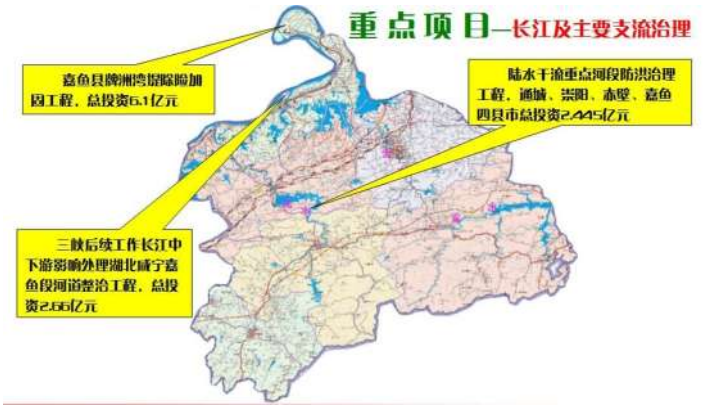 重点项目—长江及主要支流治理
嘉鱼县牌洲湾堤除险加
固工程，总投资6.1亿元
陆水干流重点河段防洪治理
工程，通城、崇阳、赤壁、嘉鱼
四县市总投资2.445亿元
三峡后续工作长江中
下游影响处理湖北咸宁嘉
鱼段河道整治工程，总投
资2.66亿元